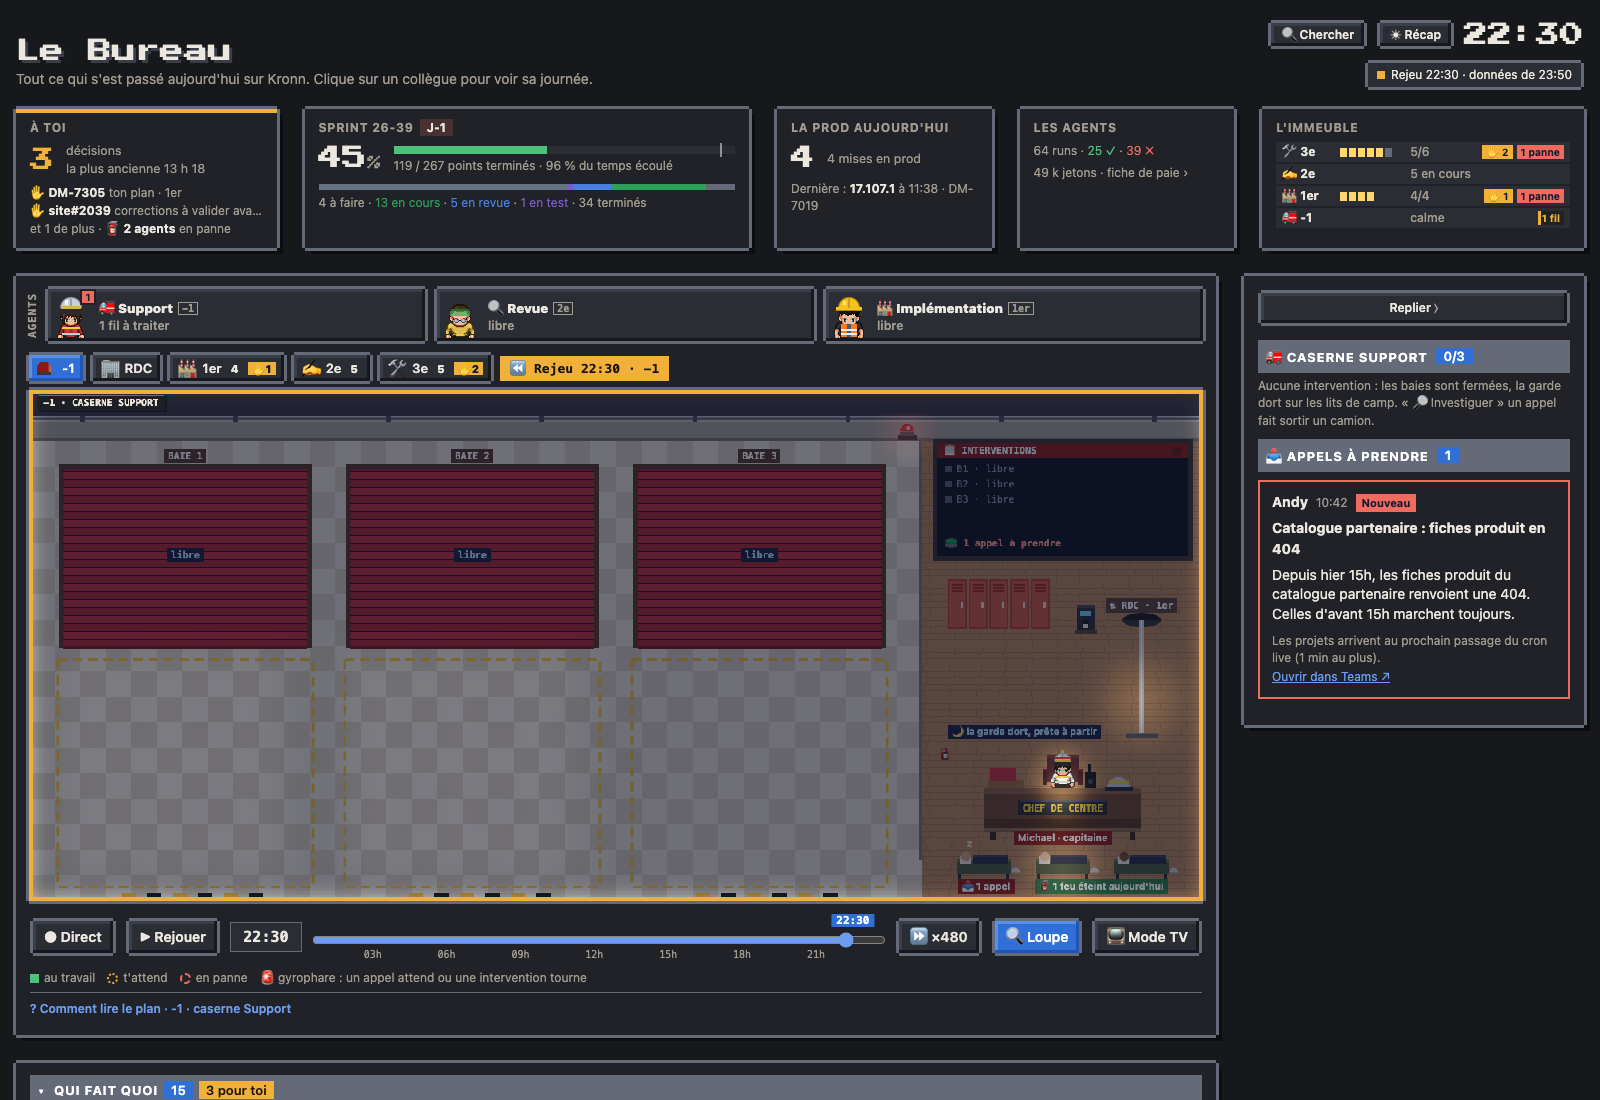 Le Bureau
Tout ce qui s'est passé aujourd'hui sur Kronn. Clique sur un collègue pour voir sa journée.
Chercher
Récap
22:30
Rejeu 22:30 · données de 23:50
À TOI
3
décisions
la plus ancienne 13 h 18
DM-7305 ton plan · 1er
site#2039 corrections à valider ava…
et 1 de plus · 2 agents en panne
SPRINT 26-39 J-1
45%
119 / 267 points terminés · 96 % du temps écoulé
4 à faire · 13 en cours · 5 en revue · 1 en test · 34 terminés
LA PROD AUJOURD'HUI
4 4 mises en prod
Dernière : 17.107.1 à 11:38 · DM-
7019
LES AGENTS
64 runs · 25 ✓ · 39 ✕
49 k jetons · fiche de paie ›
L'IMMEUBLE
3e 5/6 2 1 panne
2e 5 en cours
1er 4/4 1 1 panne
-1 calme 1 fil
AGENTS
1
Support -1
1 fil à traiter
Revue 2e
libre
Implémentation 1er
libre
-1
RDC
1er 4 1
2e 5
3e 5 2
Rejeu 22:30 · -1
-1 · CASERNE SUPPORT
BAIE 1
BAIE 2
BAIE 3
libre
libre
libre
INTERVENTIONS
B1 · libre
B2 · libre
B3 · libre
1 appel à prendre
RDC · 1er
la garde dort, prête à partir
CHEF DE CENTRE
Michael · capitaine
z
1 appel
1 feu éteint aujourd'hui
Direct
Rejouer
22:30
22:30
03h 06h 09h 12h 15h 18h 21h
×480
Loupe
Mode TV
au travail t'attend en panne gyrophare : un appel attend ou une intervention tourne
? Comment lire le plan · -1 · caserne Support
QUI FAIT QUOI 15 3 pour toi
Replier ›
CASERNE SUPPORT 0/3
Aucune intervention : les baies sont fermées, la garde
dort sur les lits de camp. « Investiguer » un appel
fait sortir un camion.
APPELS À PRENDRE 1
Andy 10:42 Nouveau
Catalogue partenaire : fiches produit en
404
Depuis hier 15h, les fiches produit du
catalogue partenaire renvoient une 404.
Celles d'avant 15h marchent toujours.
Les projets arrivent au prochain passage du cron
live (1 min au plus).
Ouvrir dans Teams ↗